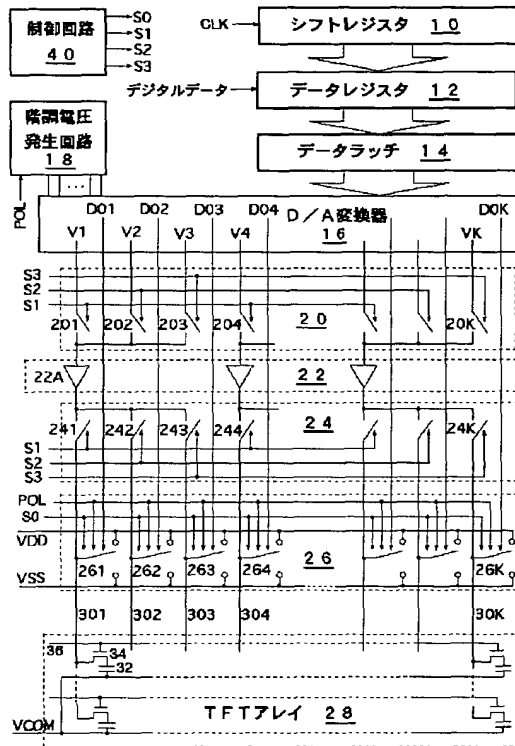 制御回路
40
S0
S1
S2
S3
CLK
シフトレジスタ 10
デジタルデータ
データレジスタ 12
データラッチ 14
階調電圧
発生回路
18
POL
D01 D02 D03 D04 D0K
D/A変換器
V1 V2 V3 V4 16 VK
S3
S2
S1
201 202 203 204 20 20K
22A 22
241 242 243 244 24 24K
S1
S2
S3
POL
S0
VDD
VSS
261 262 263 264 26 26K
301 302 303 304 30K
36 34
32
TFTアレイ 28
VCOM